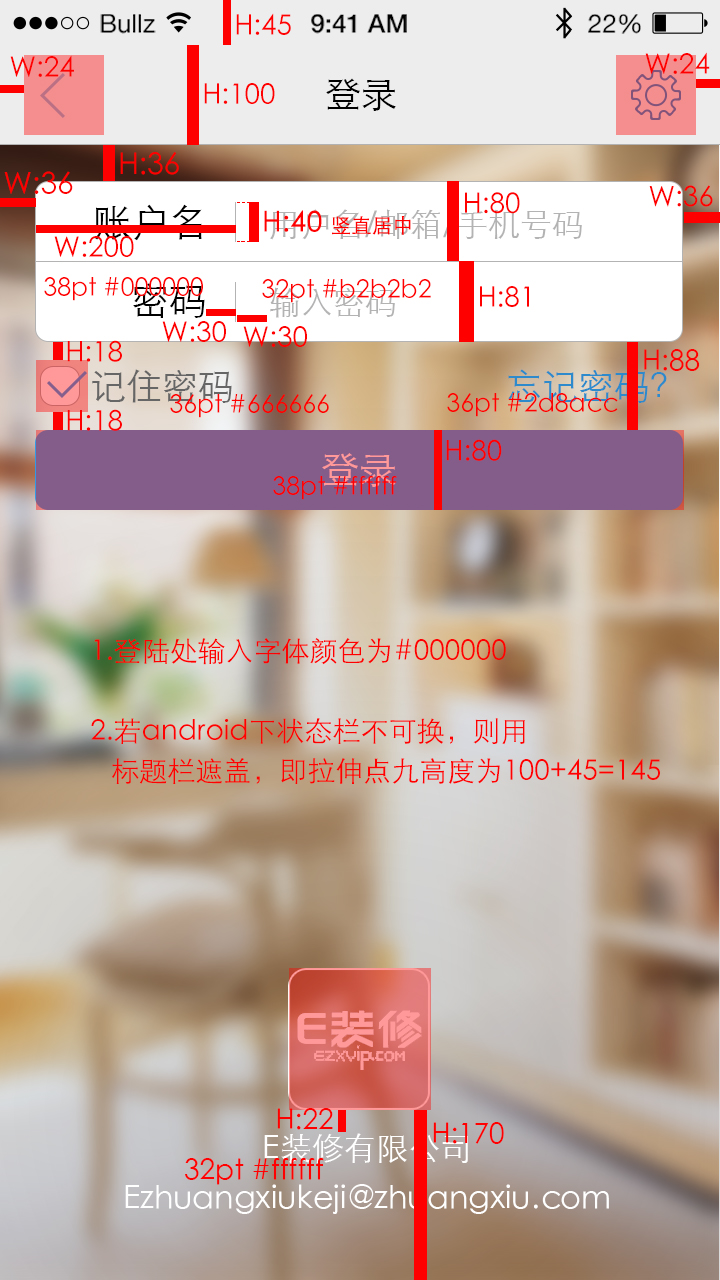 Bullz H:45 9:41 AM 22%
W:24 W:24
H:100 登录
H:36
W:36 H:80 W:36
账户名 H:40 竖直居中 用户名/邮箱/手机号码
W:200
38pt #000000 32pt #b2b2b2 H:81
密码 输入密码
W:30 W:30
H:18 H:88
记住密码 忘记密码?
36pt #666666 36pt #2d8acc
H:18
登录 H:80
38pt #ffffff
1.登陆处输入字体颜色为#000000
2.若android下状态栏不可换，则用
标题栏遮盖，即拉伸点九高度为100+45=145
E装修
EZXVIP.COM
H:22 H:170
E装修有限公司
32pt #ffffff
Ezhuangxiukeji@zhuangxiu.com